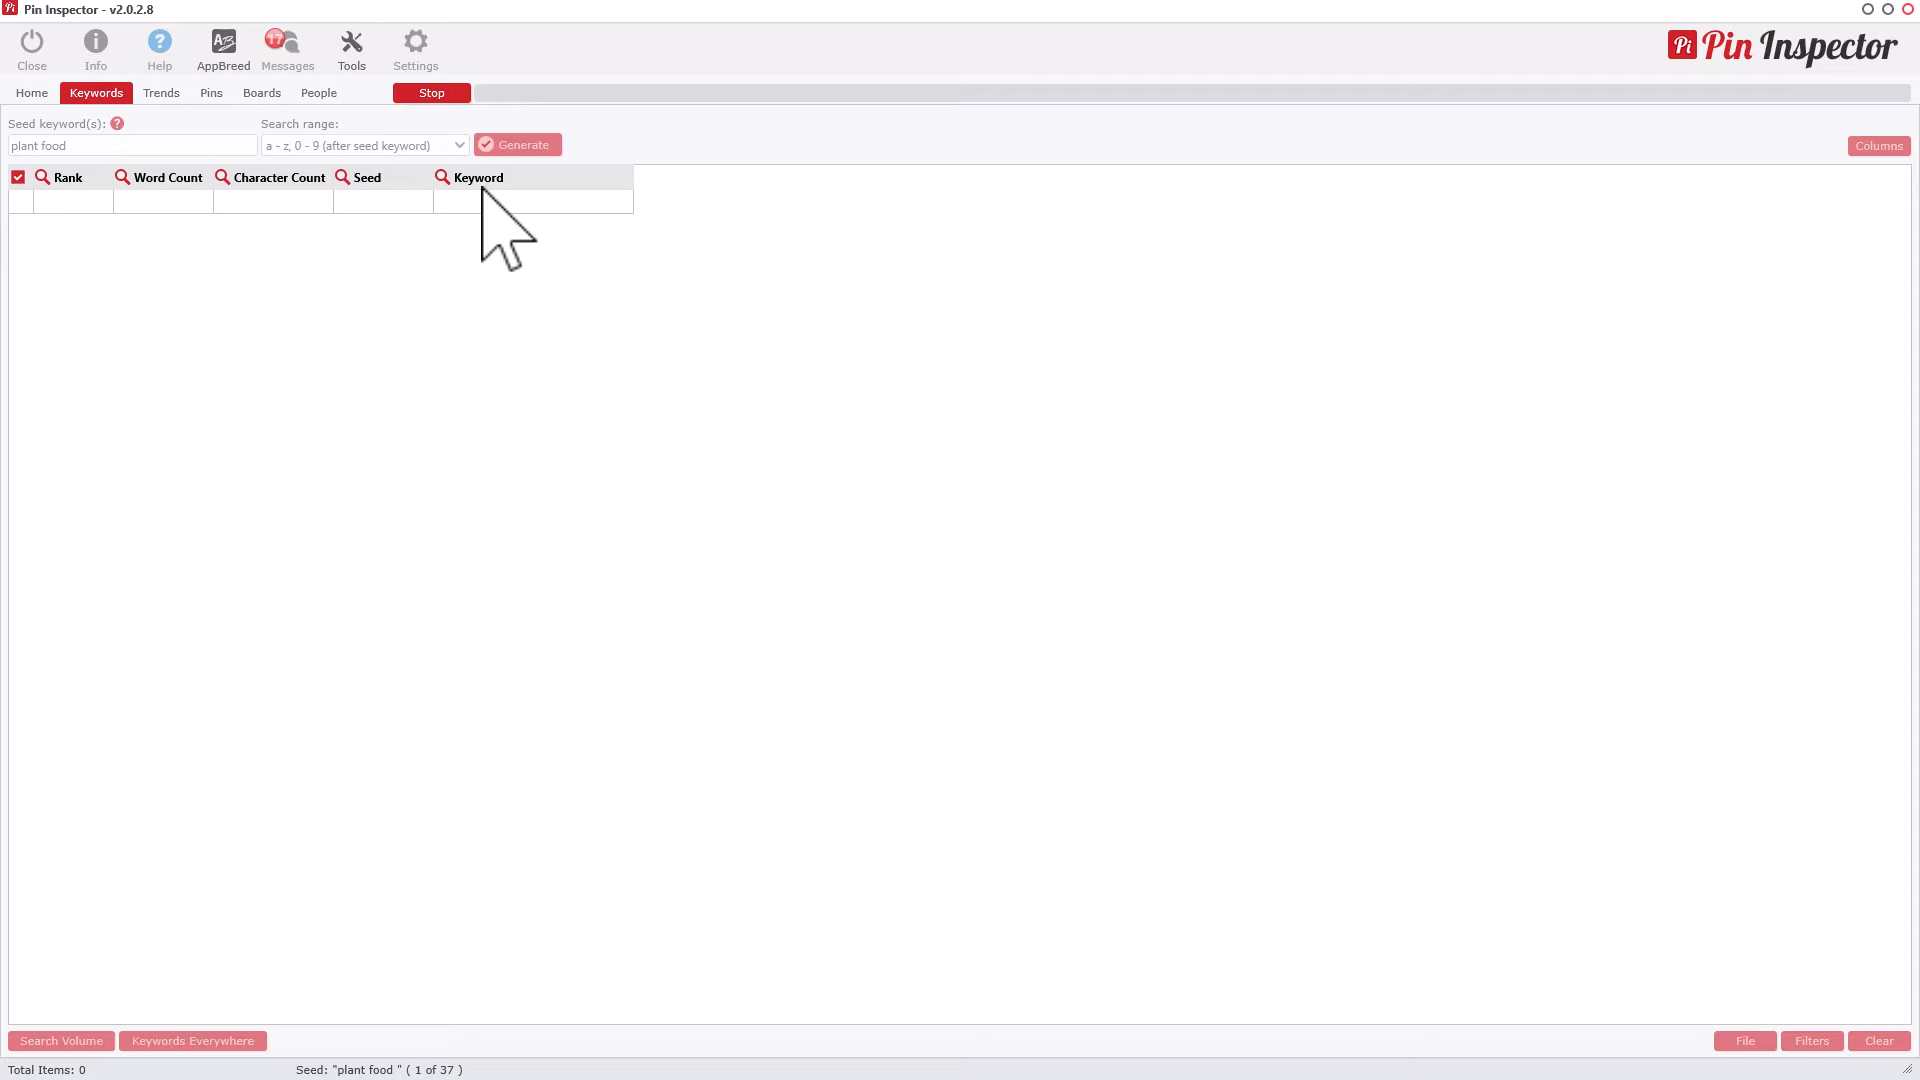 Pin Inspector - v2.0.2.8
Close Info Help AppBreed 17 Messages Tools Settings
Pi Pin Inspector
Home Keywords Trends Pins Boards People Stop
Seed keyword(s): ? Search range:
plant food a - z, 0 - 9 (after seed keyword) Generate Columns
Rank Word Count Character Count Seed Keyword
Search Volume Keywords Everywhere File Filters Clear
Total Items: 0 Seed: "plant food " ( 1 of 37 )